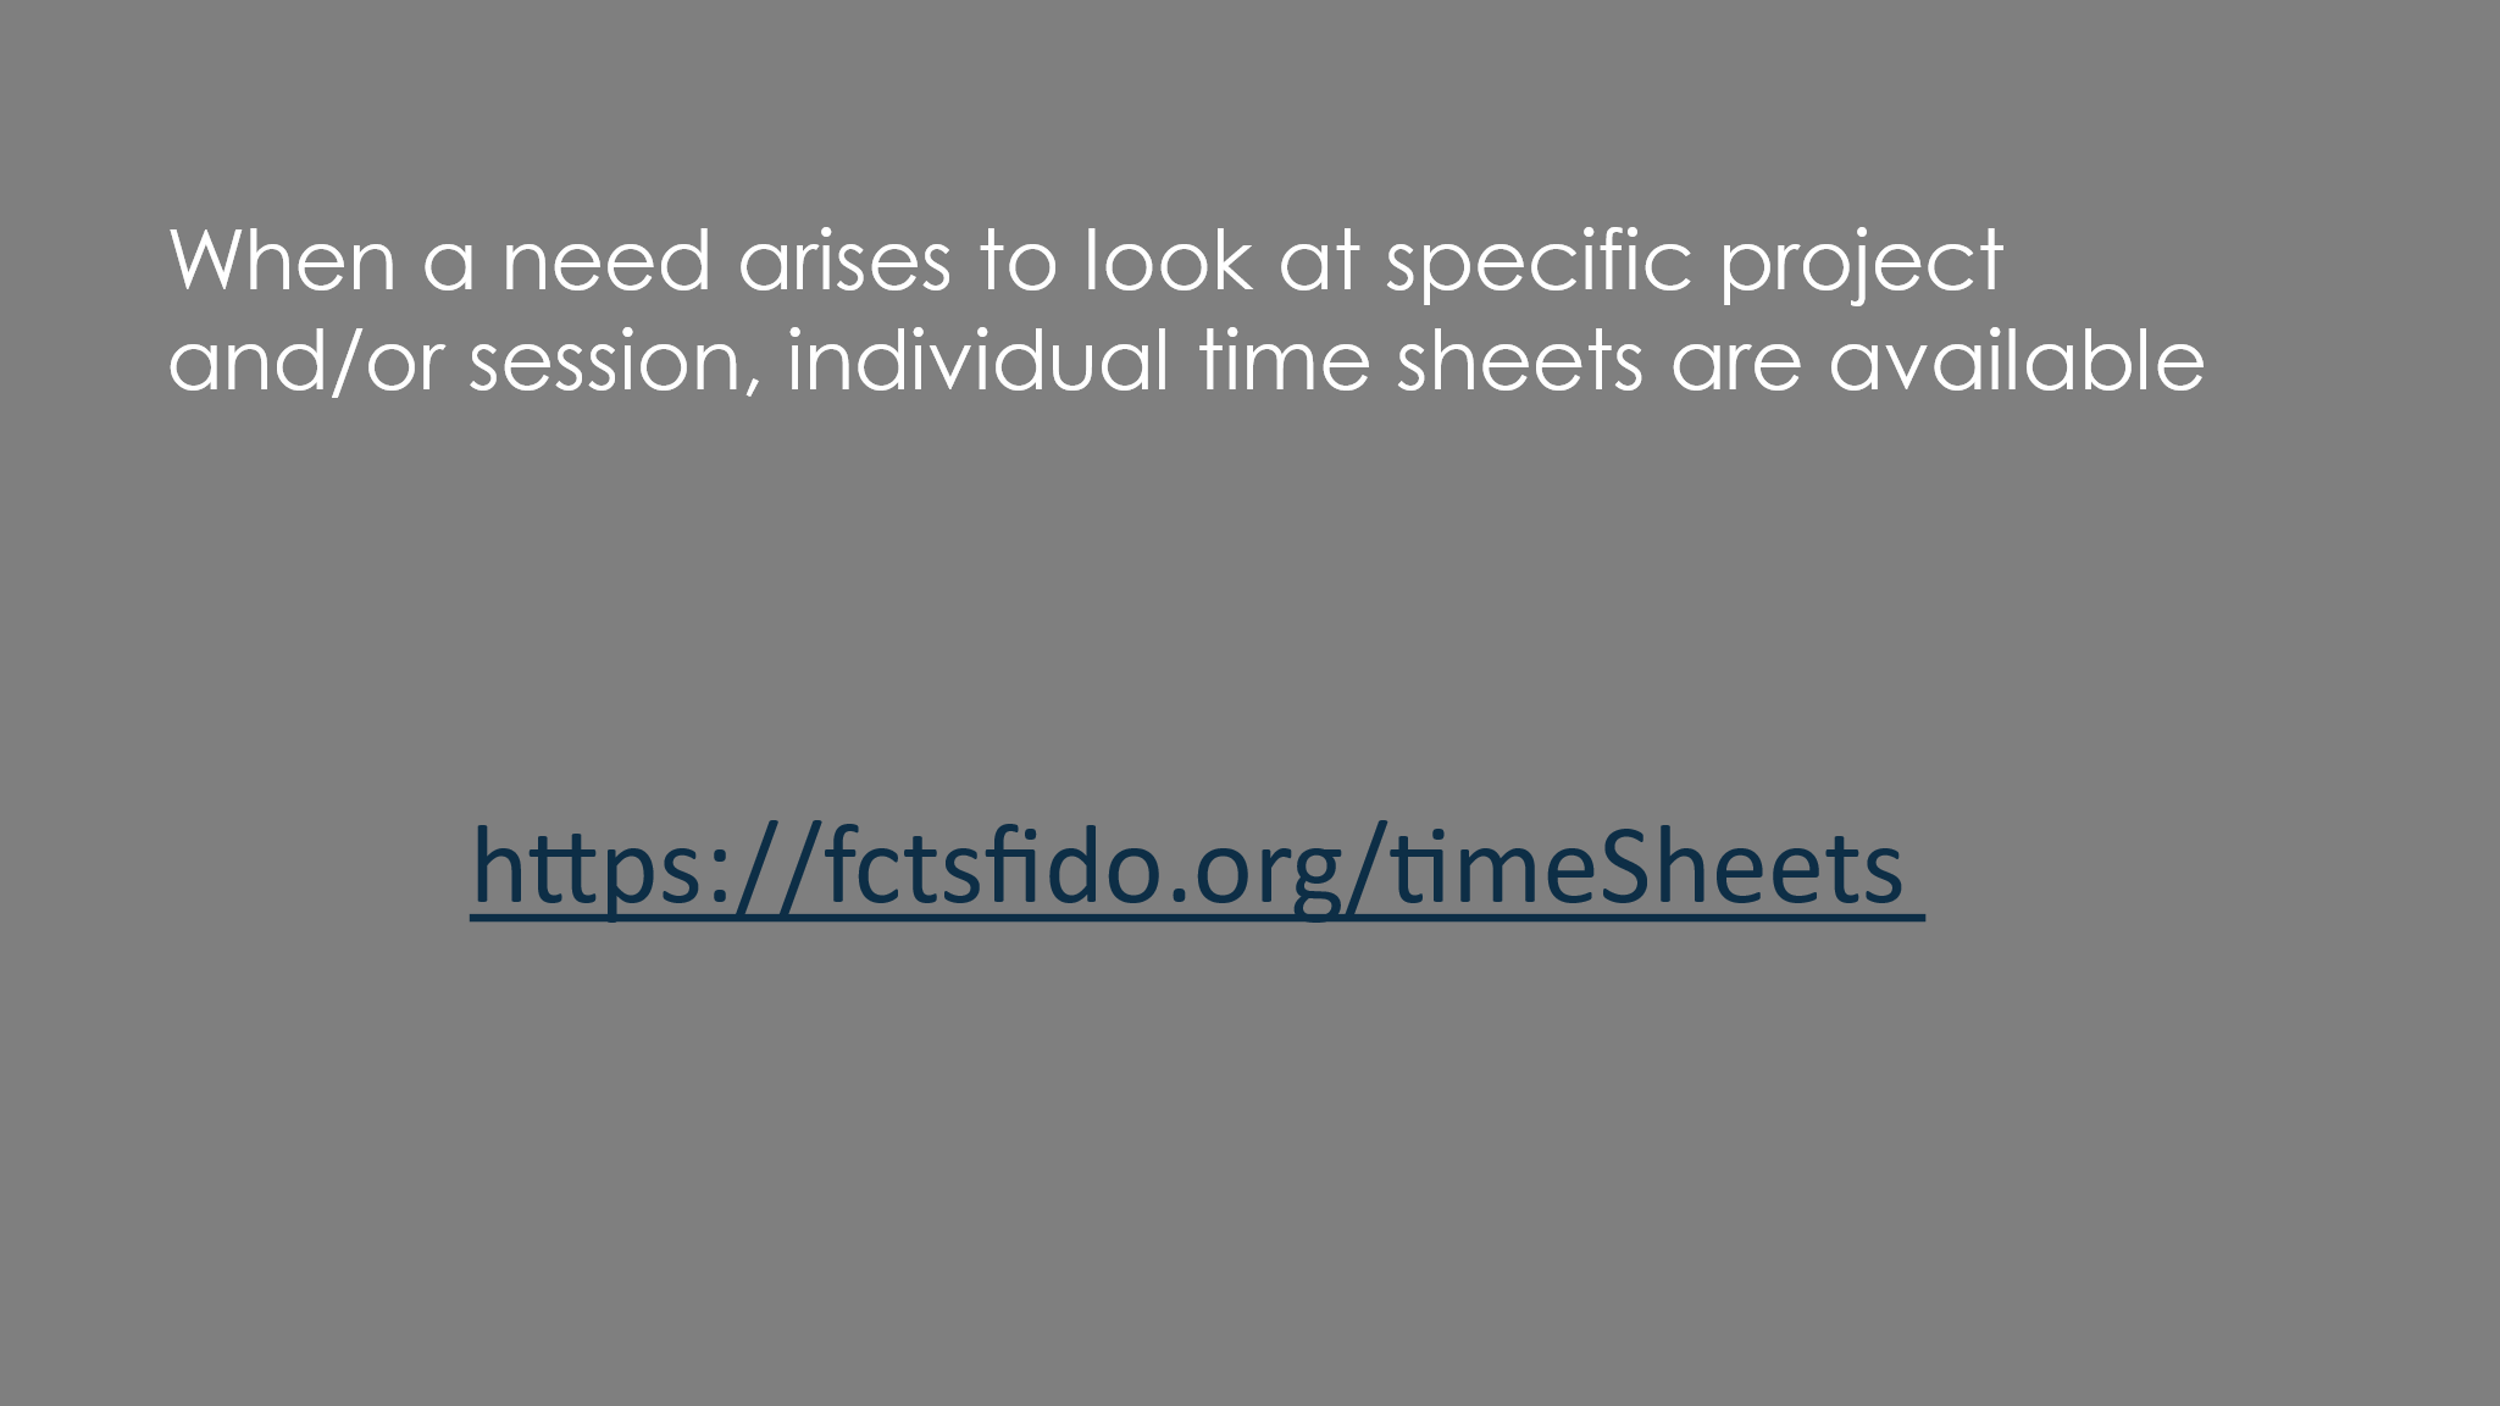 When a need arises to look at specific project
and/or session, individual time sheets are available
https://fctsfido.org/timeSheets